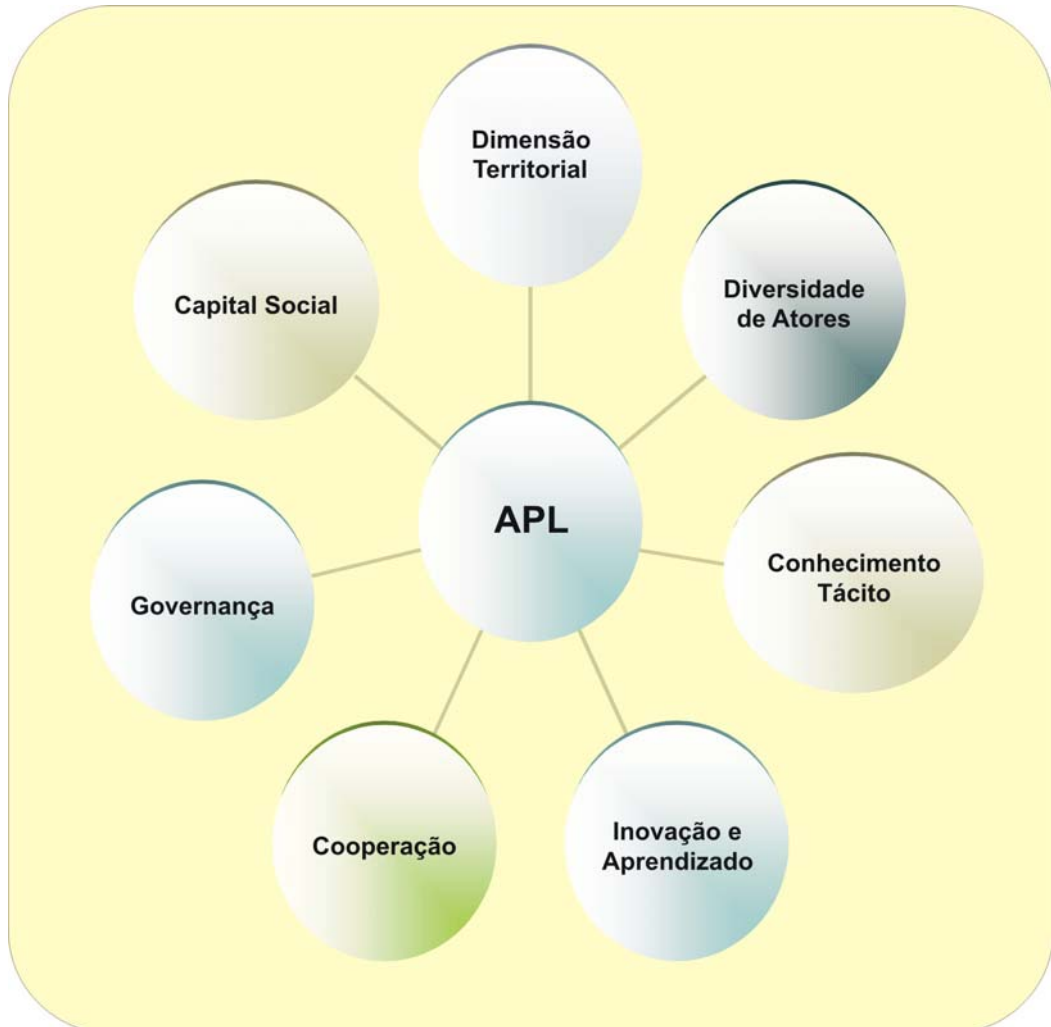 Dimensão
Territorial
Diversidade
de Atores
Capital Social
APL
Conhecimento
Tácito
Governança
Cooperação
Inovação e
Aprendizado